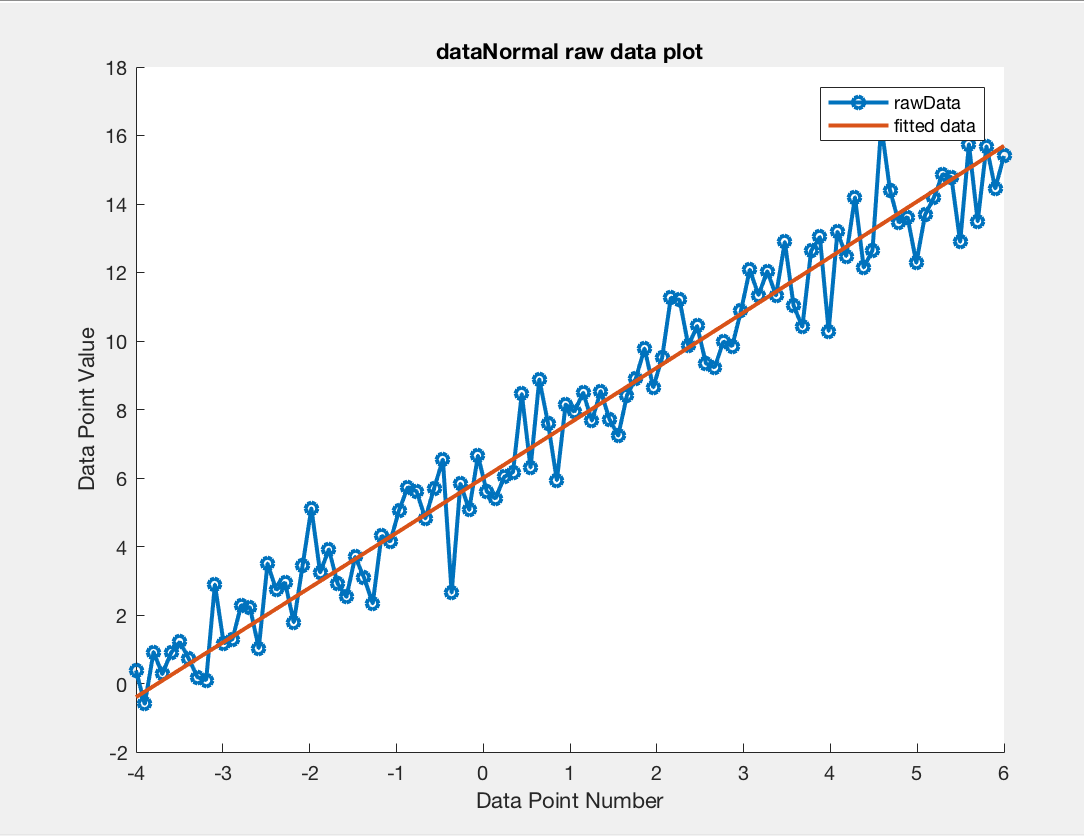 dataNormal raw data plot
rawData
fitted data
18
16
14
12
10
8
6
4
2
0
-2
Data Point Value
-4 -3 -2 -1 0 1 2 3 4 5 6
Data Point Number